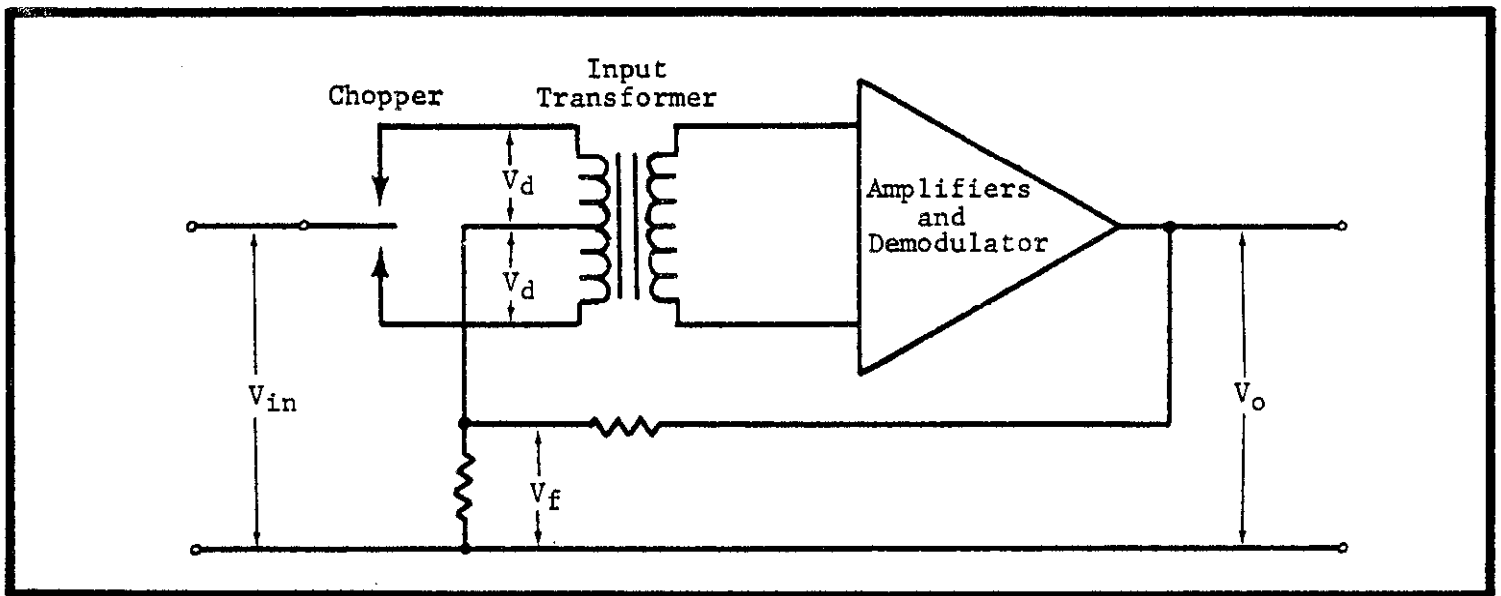 Input
Transformer
Chopper
V_d
V_d
Amplifiers
and
Demodulator
V_in
V_o
V_f